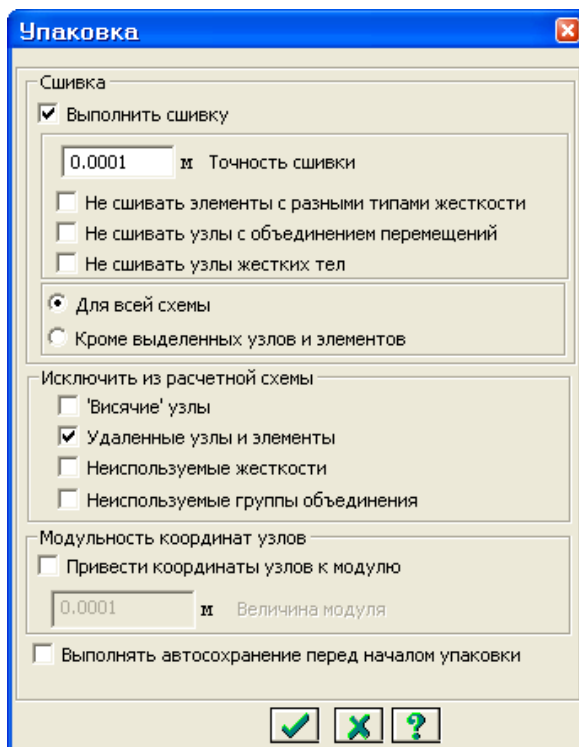 Упаковка
Сшивка
Выполнить сшивку
0.0001 м Точность сшивки
Не сшивать элементы с разными типами жесткости
Не сшивать узлы с объединением перемещений
Не сшивать узлы жестких тел
Для всей схемы
Кроме выделенных узлов и элементов
Исключить из расчетной схемы
'Висячие' узлы
Удаленные узлы и элементы
Неиспользуемые жесткости
Неиспользуемые группы объединения
Модульность координат узлов
Привести координаты узлов к модулю
0.0001 м Величина модуля
Выполнять автосохранение перед началом упаковки
?